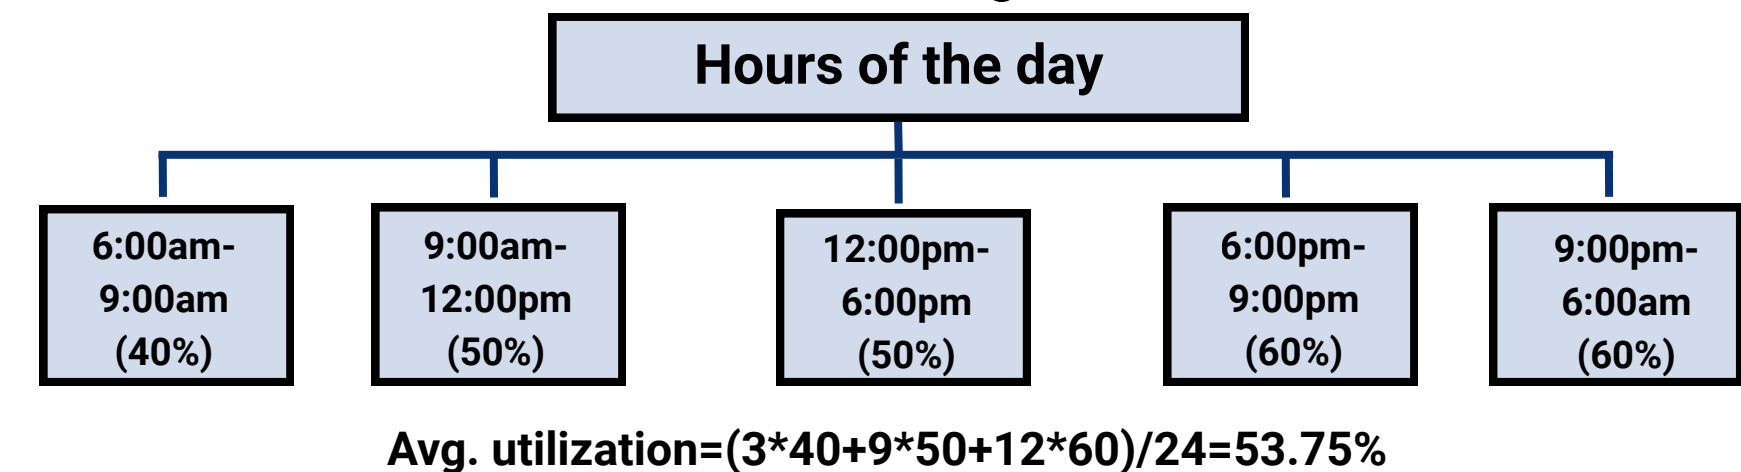 Hours of the day
6:00am-
9:00am
(40%)
9:00am-
12:00pm
(50%)
12:00pm-
6:00pm
(50%)
6:00pm-
9:00pm
(60%)
9:00pm-
6:00am
(60%)
Avg. utilization=(3*40+9*50+12*60)/24=53.75%